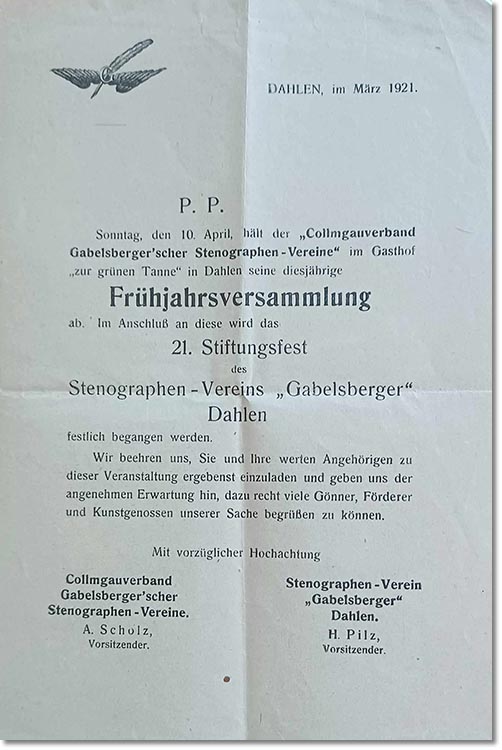 DAHLEN, im März 1921.
P. P.
Sonntag, den 10. April, hält der „Collmgauverband
Gabelsberger'scher Stenographen-Vereine“ im Gasthof
„zur grünen Tanne“ in Dahlen seine diesjährige
Frühjahrsversammlung
ab. Im Anschluß an diese wird das
21. Stiftungsfest
des
Stenographen-Vereins „Gabelsberger“
Dahlen
festlich begangen werden.
Wir beehren uns, Sie und Ihre werten Angehörigen zu
dieser Veranstaltung ergebenst einzuladen und geben uns der
angenehmen Erwartung hin, dazu recht viele Gönner, Förderer
und Kunstgenossen unserer Sache begrüßen zu können.
Mit vorzüglicher Hochachtung
Collmgauverband
Gabelsberger'scher
Stenographen-Vereine.
A. Scholz,
Vorsitzender.
Stenographen-Verein
„Gabelsberger“
Dahlen.
H. Pilz,
Vorsitzender.